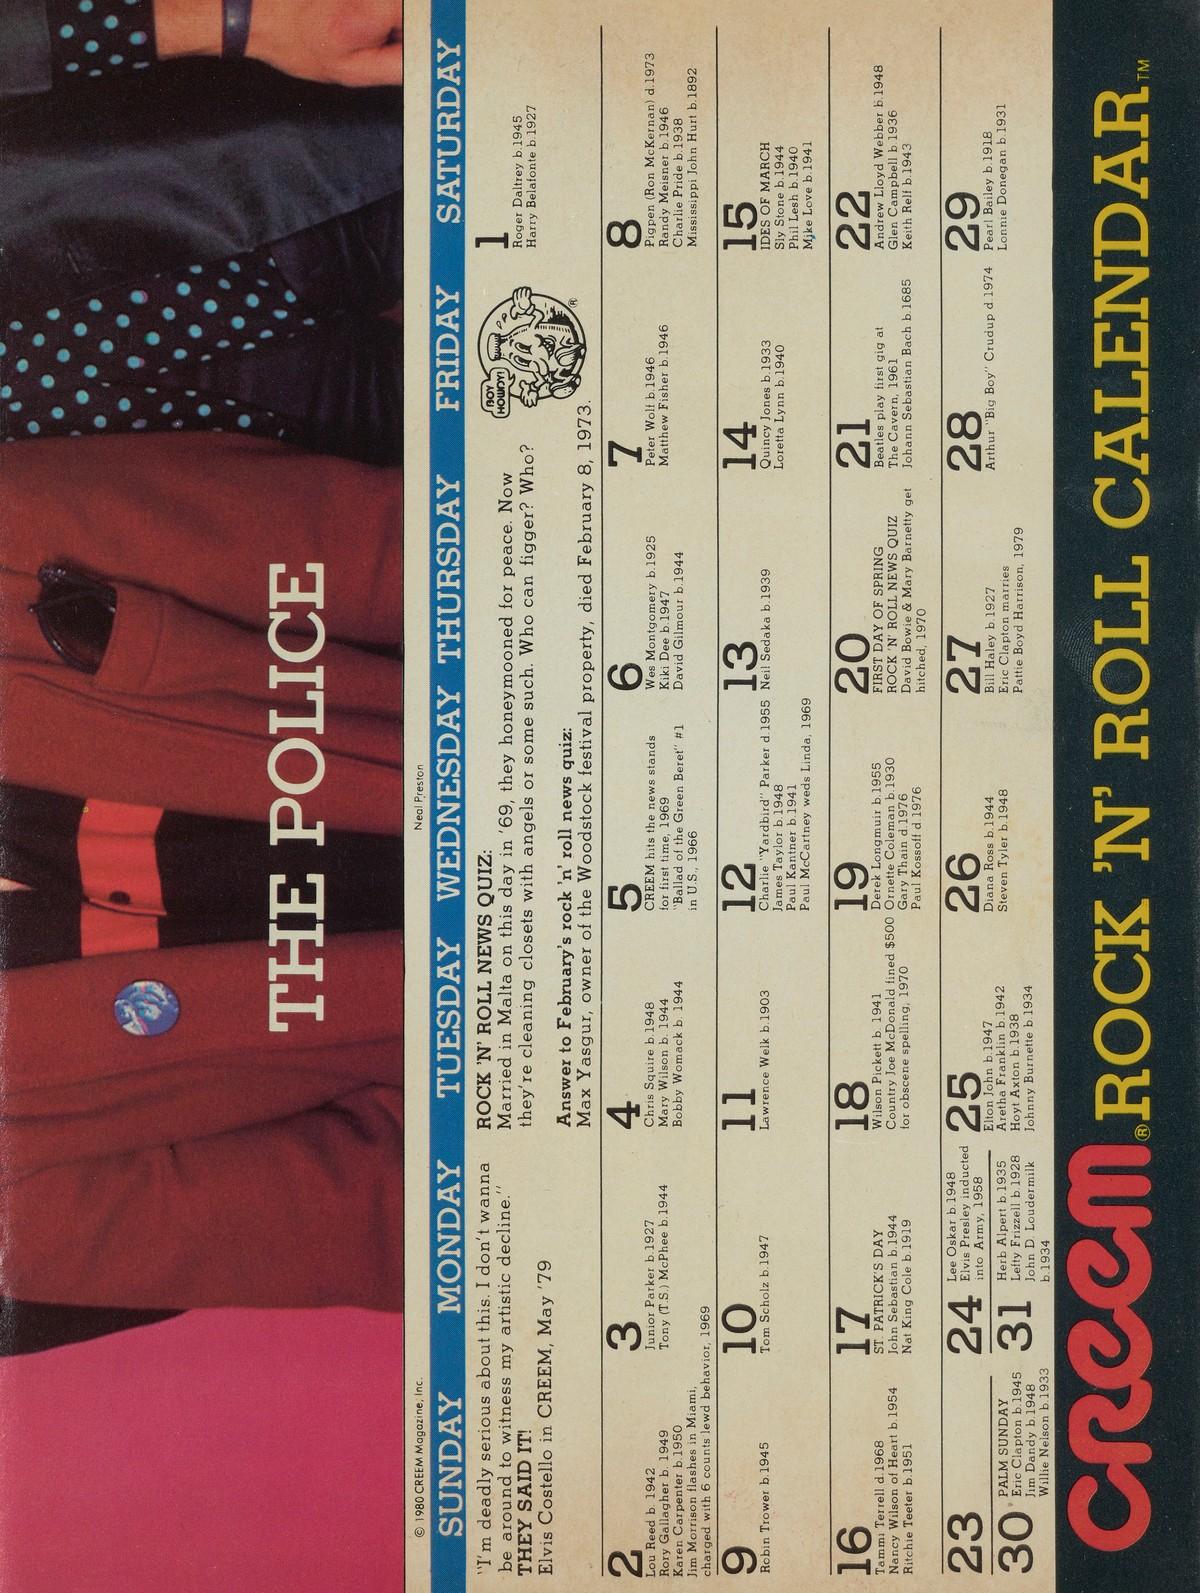 THE POLICE
© 1980 CREEM Magazine, Inc.
Neal Preston
SUNDAY MONDAY TUESDAY WEDNESDAY THURSDAY FRIDAY SATURDAY
"I'm deadly serious about this. I don't wanna
be around to witness my artistic decline."
THEY SAID IT!
Elvis Costello in CREEM, May '79
ROCK 'N' ROLL NEWS QUIZ:
Married in Malta on this day in '69, they honeymooned for peace. Now
they're cleaning closets with angels or some such. Who can figger? Who?
Answer to February's rock 'n' roll news quiz:
Max Yasgur, owner of the Woodstock festival property, died February 8, 1973.
BOY
HOWDY!
®
1
Roger Daltrey b.1945
Harry Belafonte b.1927
2
Lou Reed b. 1942
Rory Gallagher b. 1949
Karen Carpenter b.1950
Jim Morrison flashes in Miami,
charged with 6 counts lewd behavior, 1969
3
Junior Parker b.1927
Tony (T.S.) McPhee b.1944
4
Chris Squire b.1948
Mary Wilson b. 1944
Bobby Womack b. 1944
5
CREEM hits the news stands
for first time, 1969
"Ballad of the Green Beret" #1
in U.S., 1966
6
Wes Montgomery b.1925
Kiki Dee b.1947
David Gilmour b.1944
7
Peter Wolf b.1946
Matthew Fisher b.1946
8
Pigpen (Ron McKernan) d.1973
Randy Meisner b.1946
Charlie Pride b.1938
Mississippi John Hurt b.1892
9
Robin Trower b.1945
10
Tom Scholz b.1947
11
Lawrence Welk b.1903
12
Charlie "Yardbird" Parker d.1955
James Taylor b.1948
Paul Kantner b.1941
Paul McCartney weds Linda, 1969
13
Neil Sedaka b.1939
14
Quincy Jones b.1933
Loretta Lynn b.1940
15
IDES OF MARCH
Sly Stone b.1944
Phil Lesh b.1940
Mike Love b.1941
16
Tammi Terrell d.1968
Nancy Wilson of Heart b.1954
Ritchie Teeter b.1951
17
ST PATRICK'S DAY
John Sebastian b.1944
Nat King Cole b.1919
18
Wilson Pickett b. 1941
Country Joe McDonald fined $500
for obscene spelling, 1970
19
Derek Longmuir b.1955
Ornette Coleman b.1930
Gary Thain d.1976
Paul Kossoff d 1976
20
FIRST DAY OF SPRING
ROCK 'N' ROLL NEWS QUIZ
David Bowie & Mary Barnetty get
hitched, 1970
21
Beatles play first gig at
The Cavern, 1961
Johann Sebastian Bach b.1685
22
Andrew Lloyd Webber b.1948
Glen Campbell b.1936
Keith Relf b.1943
23
24
Lee Oskar b.1948
Elvis Presley inducted
into Army, 1958
25
Elton John b.1947
Aretha Franklin b.1942
Hoyt Axton b.1938
Johnny Burnette b.1934
26
Diana Ross b.1944
Steven Tyler b.1948
27
Bill Haley b.1927
Eric Clapton marries
Pattie Boyd Harrison, 1979
28
Arthur "Big Boy" Crudup d.1974
29
Pearl Bailey b.1918
Lonnie Donegan b.1931
30
PALM SUNDAY
Eric Clapton b.1945
Jim Dandy b.1948
Willie Nelson b.1933
31
Herb Alpert b.1935
Lefty Frizzell b.1928
John D. Loudermilk
b.1934
CREEM® ROCK 'N' ROLL CALENDAR™